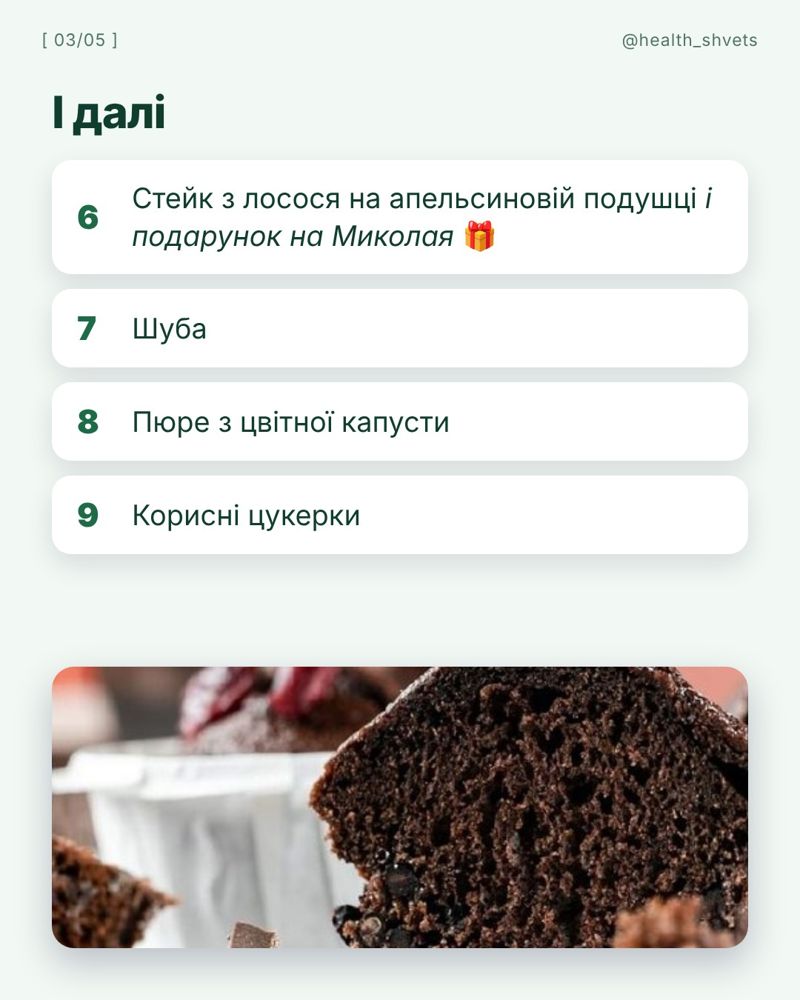 [ 03/05 ]
@health_shvets
І далі
6
Стейк з лосося на апельсиновій подушці і
подарунок на Миколая 🎁
7
Шуба
8
Пюре з цвітної капусти
9
Корисні цукерки